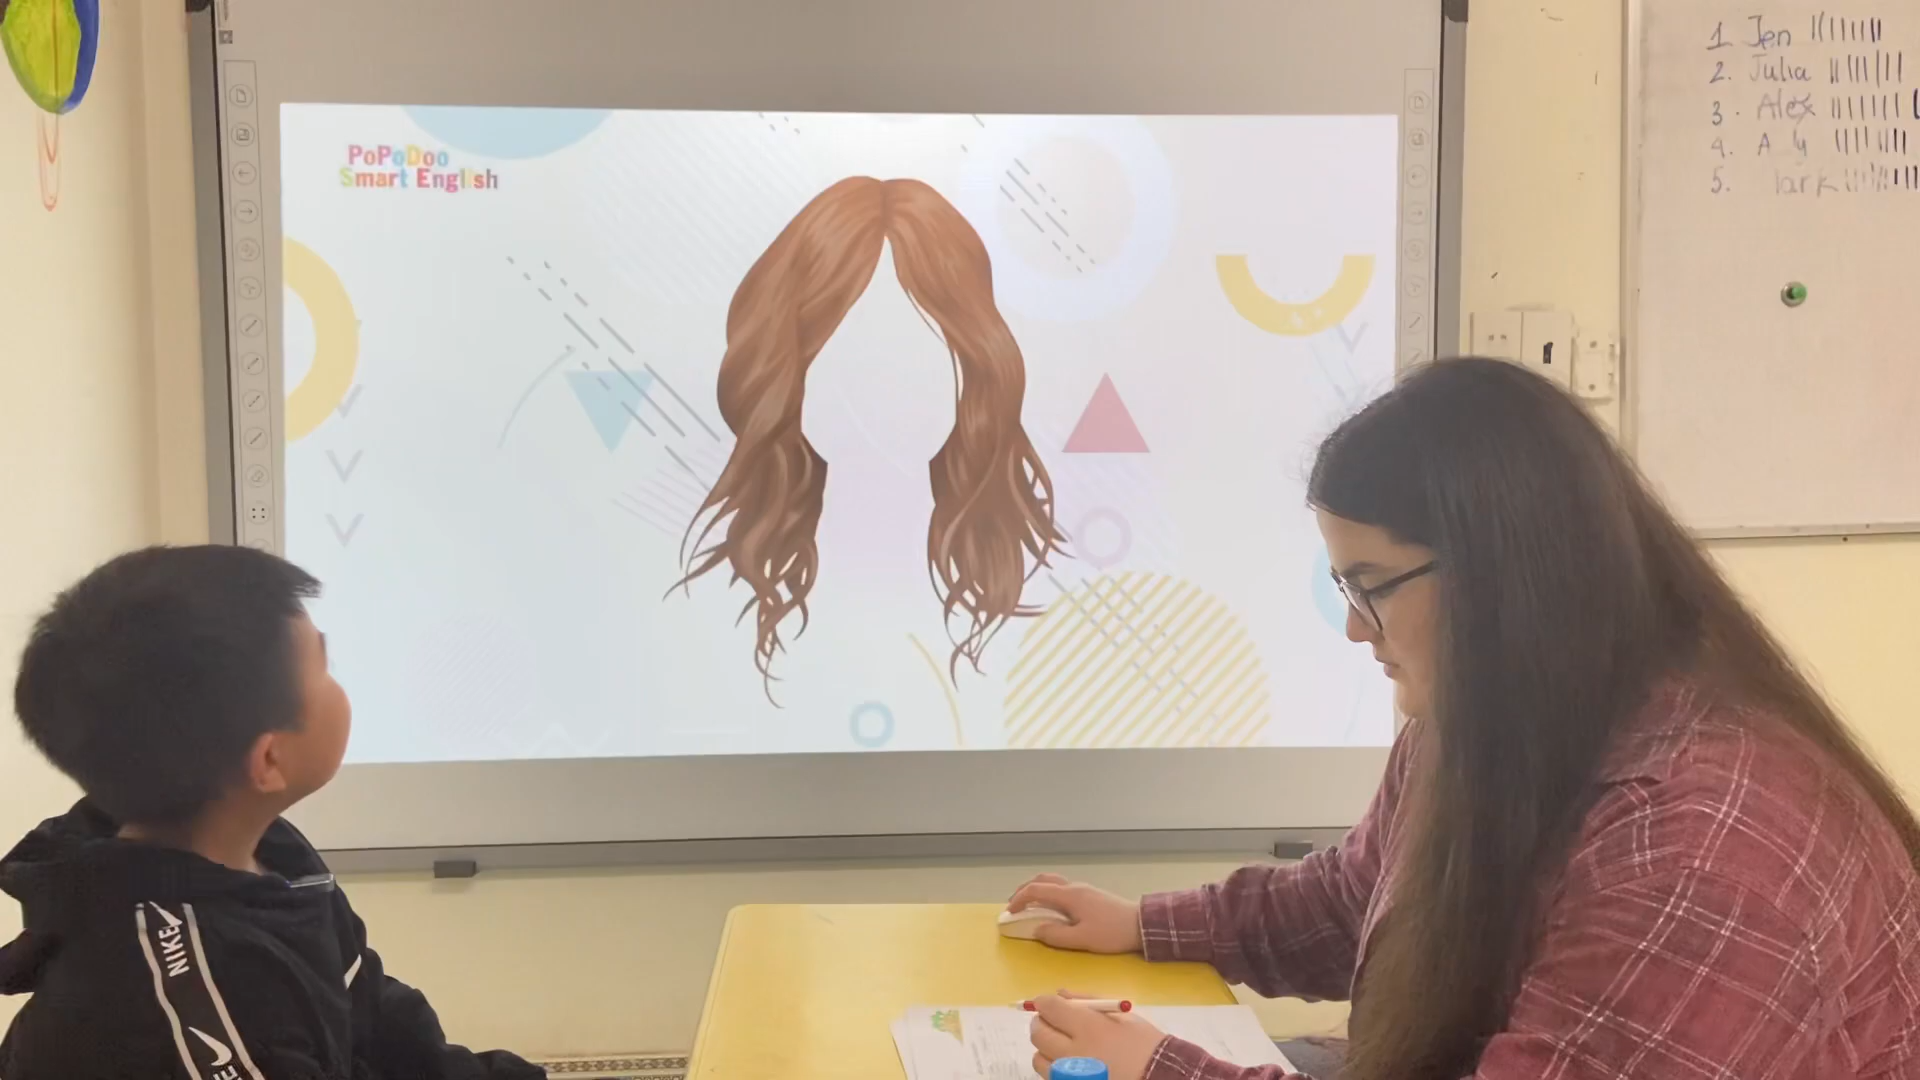 PoPoDoo
Smart English
1. Jen
2. Julia
3. Alex
4.
5.
NIKE